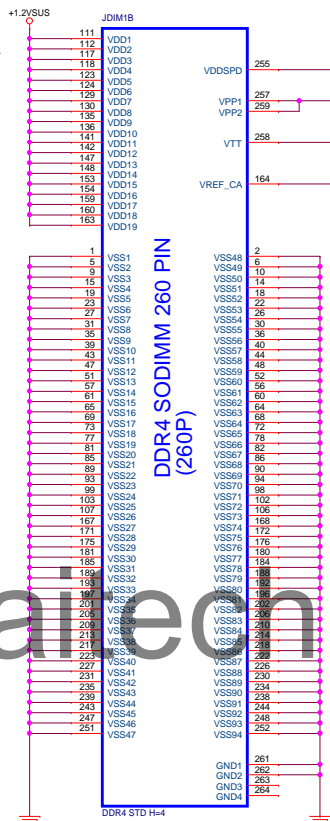 +1.2VSUS
JDIM1B
111 VDD1
112 VDD2
117 VDD3
118 VDD4
123 VDD5
124 VDD6
129 VDD7
130 VDD8
135 VDD9
136 VDD10
141 VDD11
142 VDD12
147 VDD13
148 VDD14
153 VDD15
154 VDD16
159 VDD17
160 VDD18
163 VDD19
VDDSPD 255
VPP1 257
VPP2 259
VTT 258
VREF_CA 164
DDR4 SODIMM 260 PIN
(260P)
1 VSS1
5 VSS2
9 VSS3
15 VSS4
19 VSS5
23 VSS6
27 VSS7
31 VSS8
35 VSS9
39 VSS10
43 VSS11
47 VSS12
51 VSS13
57 VSS14
61 VSS15
65 VSS16
69 VSS17
73 VSS18
77 VSS19
81 VSS20
85 VSS21
89 VSS22
93 VSS23
99 VSS24
103 VSS25
107 VSS26
167 VSS27
171 VSS28
175 VSS29
181 VSS30
185 VSS31
189 VSS32
193 VSS33
197 VSS34
201 VSS35
205 VSS36
209 VSS37
213 VSS38
217 VSS39
223 VSS40
227 VSS41
231 VSS42
235 VSS43
239 VSS44
243 VSS45
247 VSS46
251 VSS47
VSS48 2
VSS49 6
VSS50 10
VSS51 14
VSS52 18
VSS53 22
VSS54 26
VSS55 30
VSS56 36
VSS57 40
VSS58 44
VSS59 48
VSS60 52
VSS61 56
VSS62 60
VSS63 64
VSS64 68
VSS65 72
VSS66 78
VSS67 82
VSS68 86
VSS69 90
VSS70 94
VSS71 98
VSS72 102
VSS73 106
VSS74 168
VSS75 172
VSS76 176
VSS77 180
VSS78 184
VSS79 188
VSS80 192
VSS81 196
VSS82 202
VSS83 206
VSS84 210
VSS85 214
VSS86 218
VSS87 222
VSS88 226
VSS89 230
VSS90 234
VSS91 238
VSS92 244
VSS93 248
VSS94 252
GND1 261
GND2 262
GND3 263
GND4 264
DDR4 STD H=4
aitech